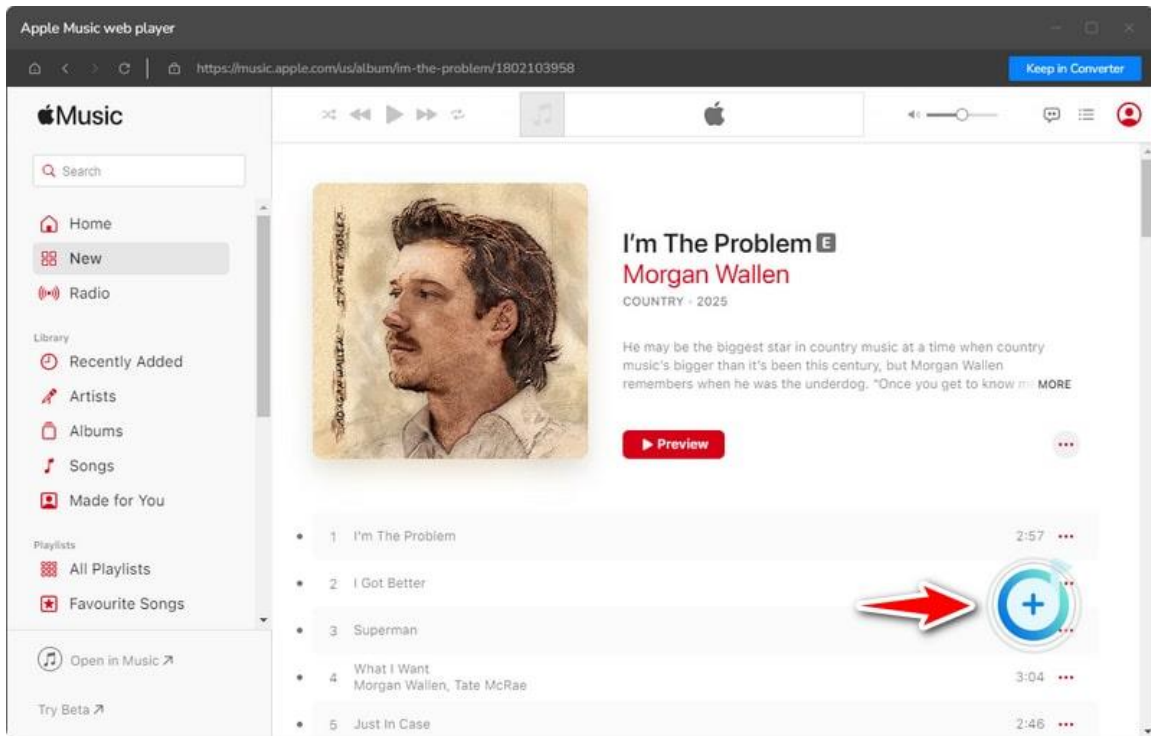 Apple Music web player
https://music.apple.com/us/album/im-the-problem/1802103958
Keep in Converter
Music
Search
Home
New
Radio
Library
Recently Added
Artists
Albums
Songs
Made for You
Playlists
All Playlists
Favourite Songs
Open in Music
Try Beta
I'm The Problem E
Morgan Wallen
COUNTRY · 2025
He may be the biggest star in country music at a time when country
music's bigger than it's been this century, but Morgan Wallen
remembers when he was the underdog. "Once you get to know MORE
Preview
1 I'm The Problem 2:57
2 I Got Better
3 Superman
4 What I Want 3:04
Morgan Wallen, Tate McRae
5 Just In Case 2:46